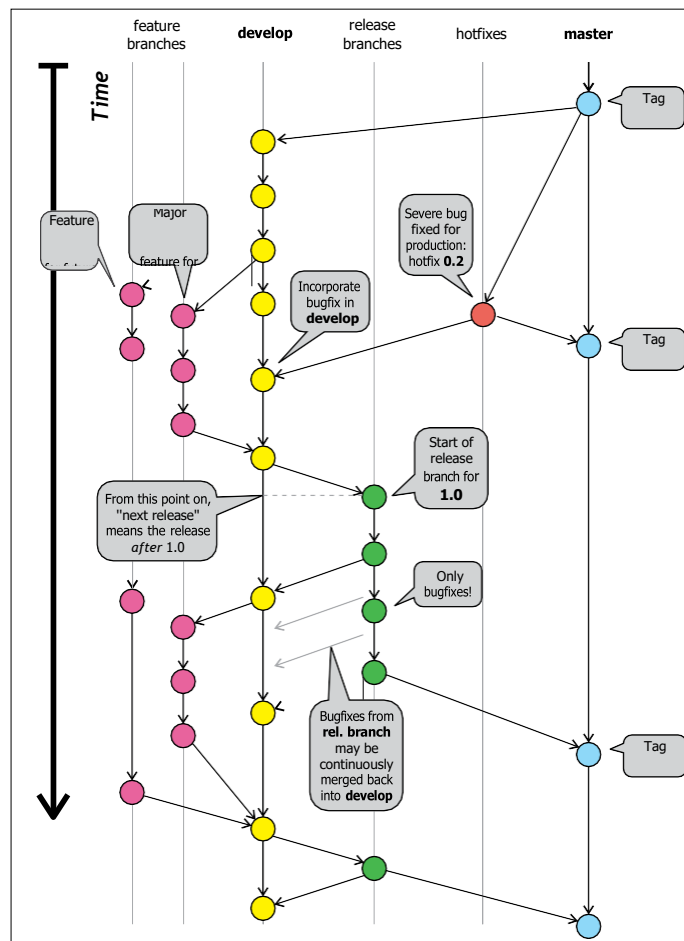 feature
branches
develop
release
branches
hotfixes
master
Time
Tag
Feature
Major
feature for
Severe bug
fixed for
production:
hotfix 0.2
Incorporate
bugfix in
develop
Tag
Start of
release
branch for
1.0
From this point on,
"next release"
means the release
after 1.0
Only
bugfixes!
Bugfixes from
rel. branch
may be
continuously
merged back
into develop
Tag